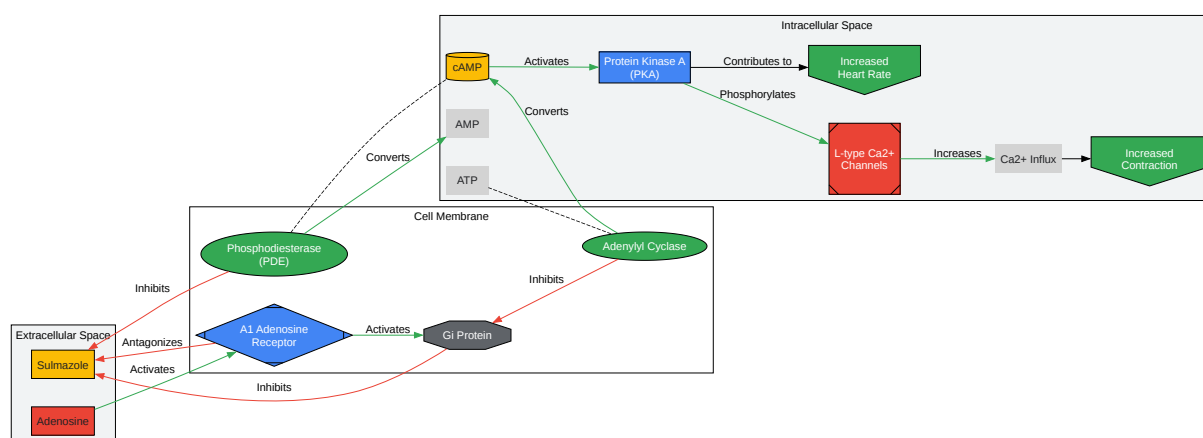 Intracellular Space
cAMP
Activates
Protein Kinase A
(PKA)
Contributes to
Increased
Heart Rate
Phosphorylates
Converts
AMP
Converts
ATP
L-type Ca2+
Channels
Increases
Ca2+ Influx
Increased
Contraction
Cell Membrane
Phosphodiesterase
(PDE)
Adenylyl Cyclase
Inhibits
Inhibits
A1 Adenosine
Receptor
Activates
Gi Protein
Extracellular Space
Antagonizes
Sulmazole
Activates
Inhibits
Adenosine